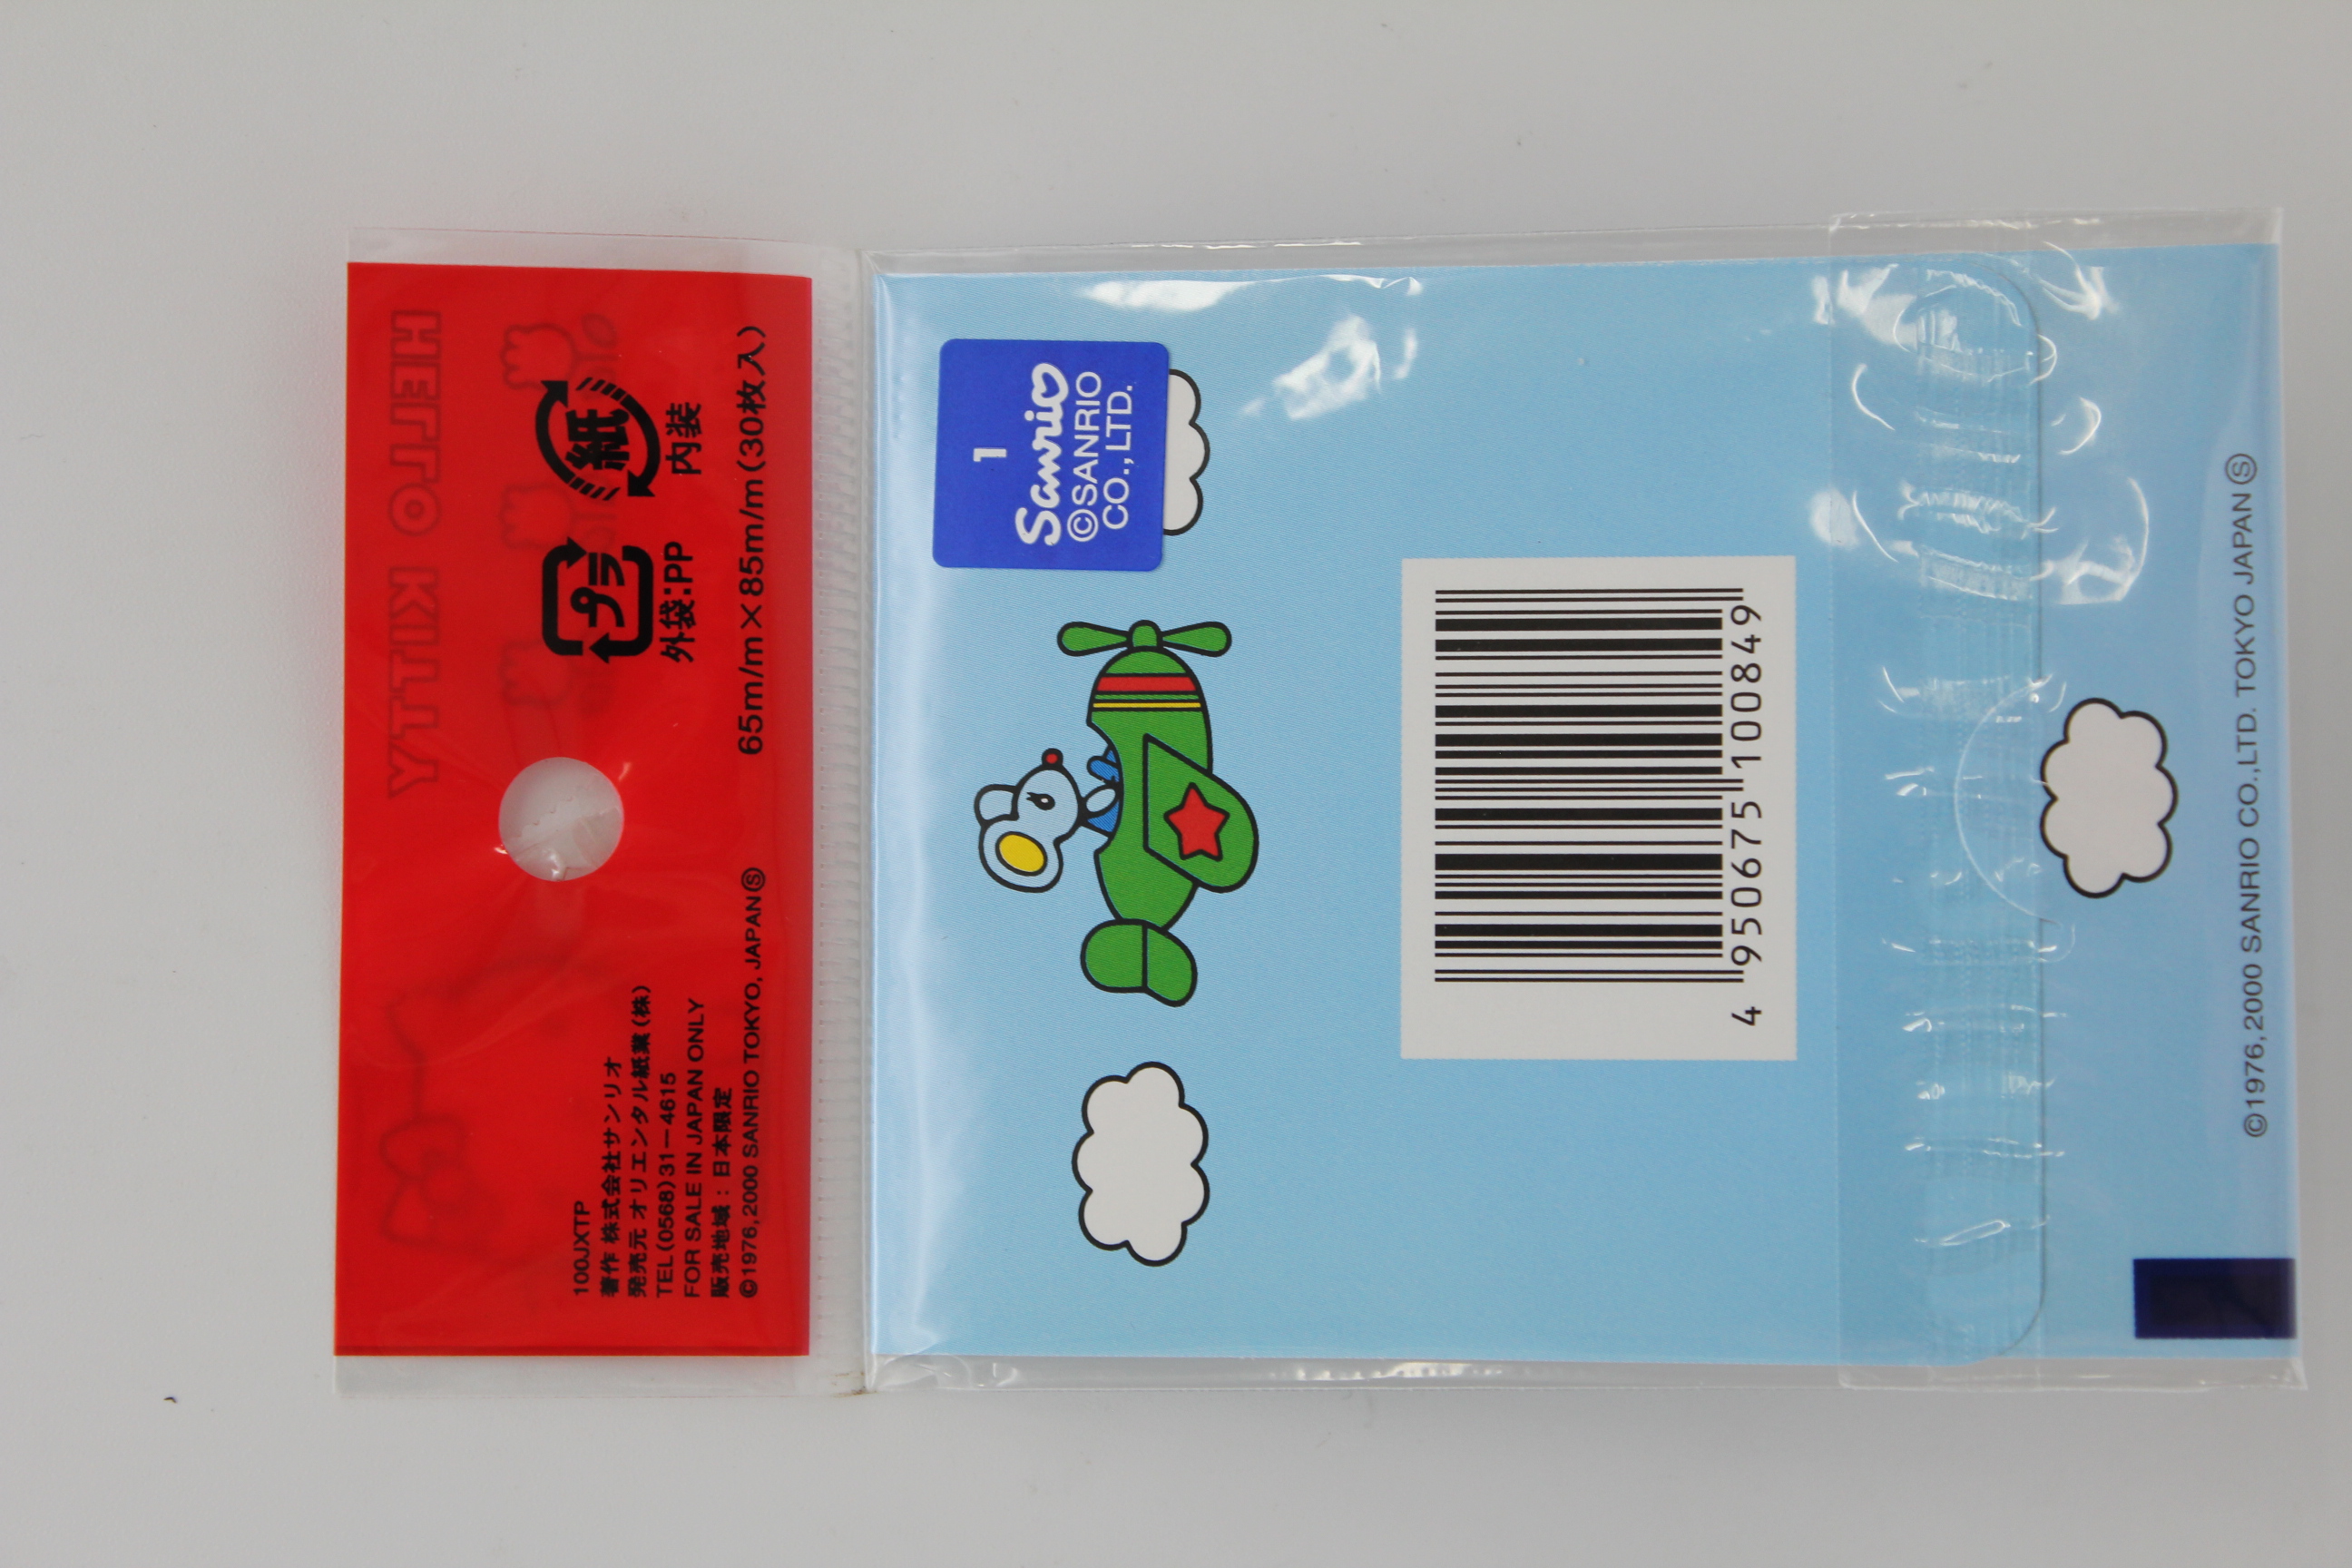 HELLO KITTY
プラ
外袋:PP
紙
内装
100JXTP
著作 株式会社サンリオ
発売元 オリエンタル紙業(株)
TEL(0568)31-4615
FOR SALE IN JAPAN ONLY
販売地域:日本限定
©1976,2000 SANRIO TOKYO, JAPAN Ⓢ
65m/m×85m/m(30枚入)
1
Sanrio
©SANRIO
CO.,LTD.
4 950675 100849
©1976,2000 SANRIO CO.,LTD. TOKYO JAPAN Ⓢ